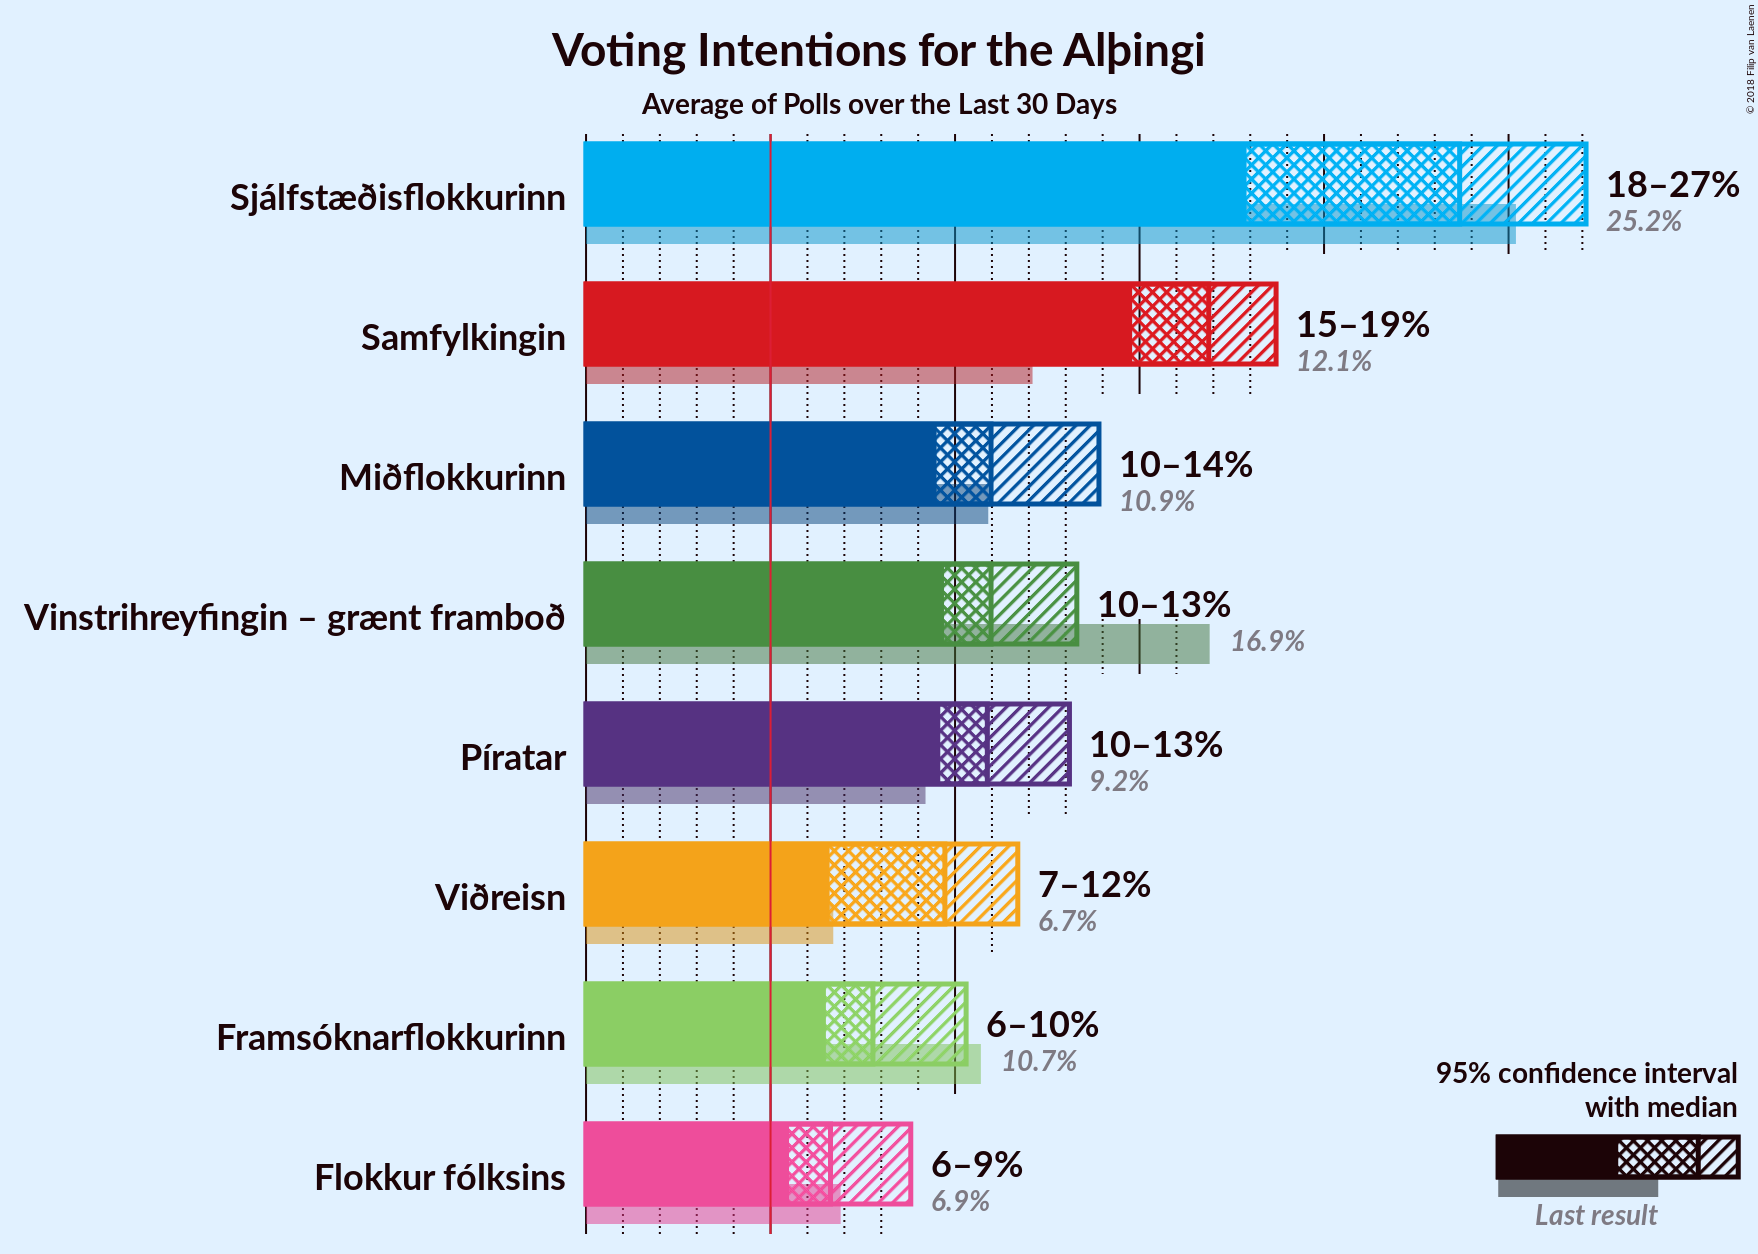 © 2018 Filip van Laenen
Voting Intentions for the Alþingi
Average of Polls over the Last 30 Days
Sjálfstæðisflokkurinn
18–27%
25.2%
Samfylkingin
15–19%
12.1%
Miðflokkurinn
10–14%
10.9%
Vinstrihreyfingin – grænt framboð
10–13%
16.9%
Píratar
10–13%
9.2%
Viðreisn
7–12%
6.7%
Framsóknarflokkurinn
6–10%
10.7%
Flokkur fólksins
6–9%
6.9%
95% confidence interval
with median
Last result